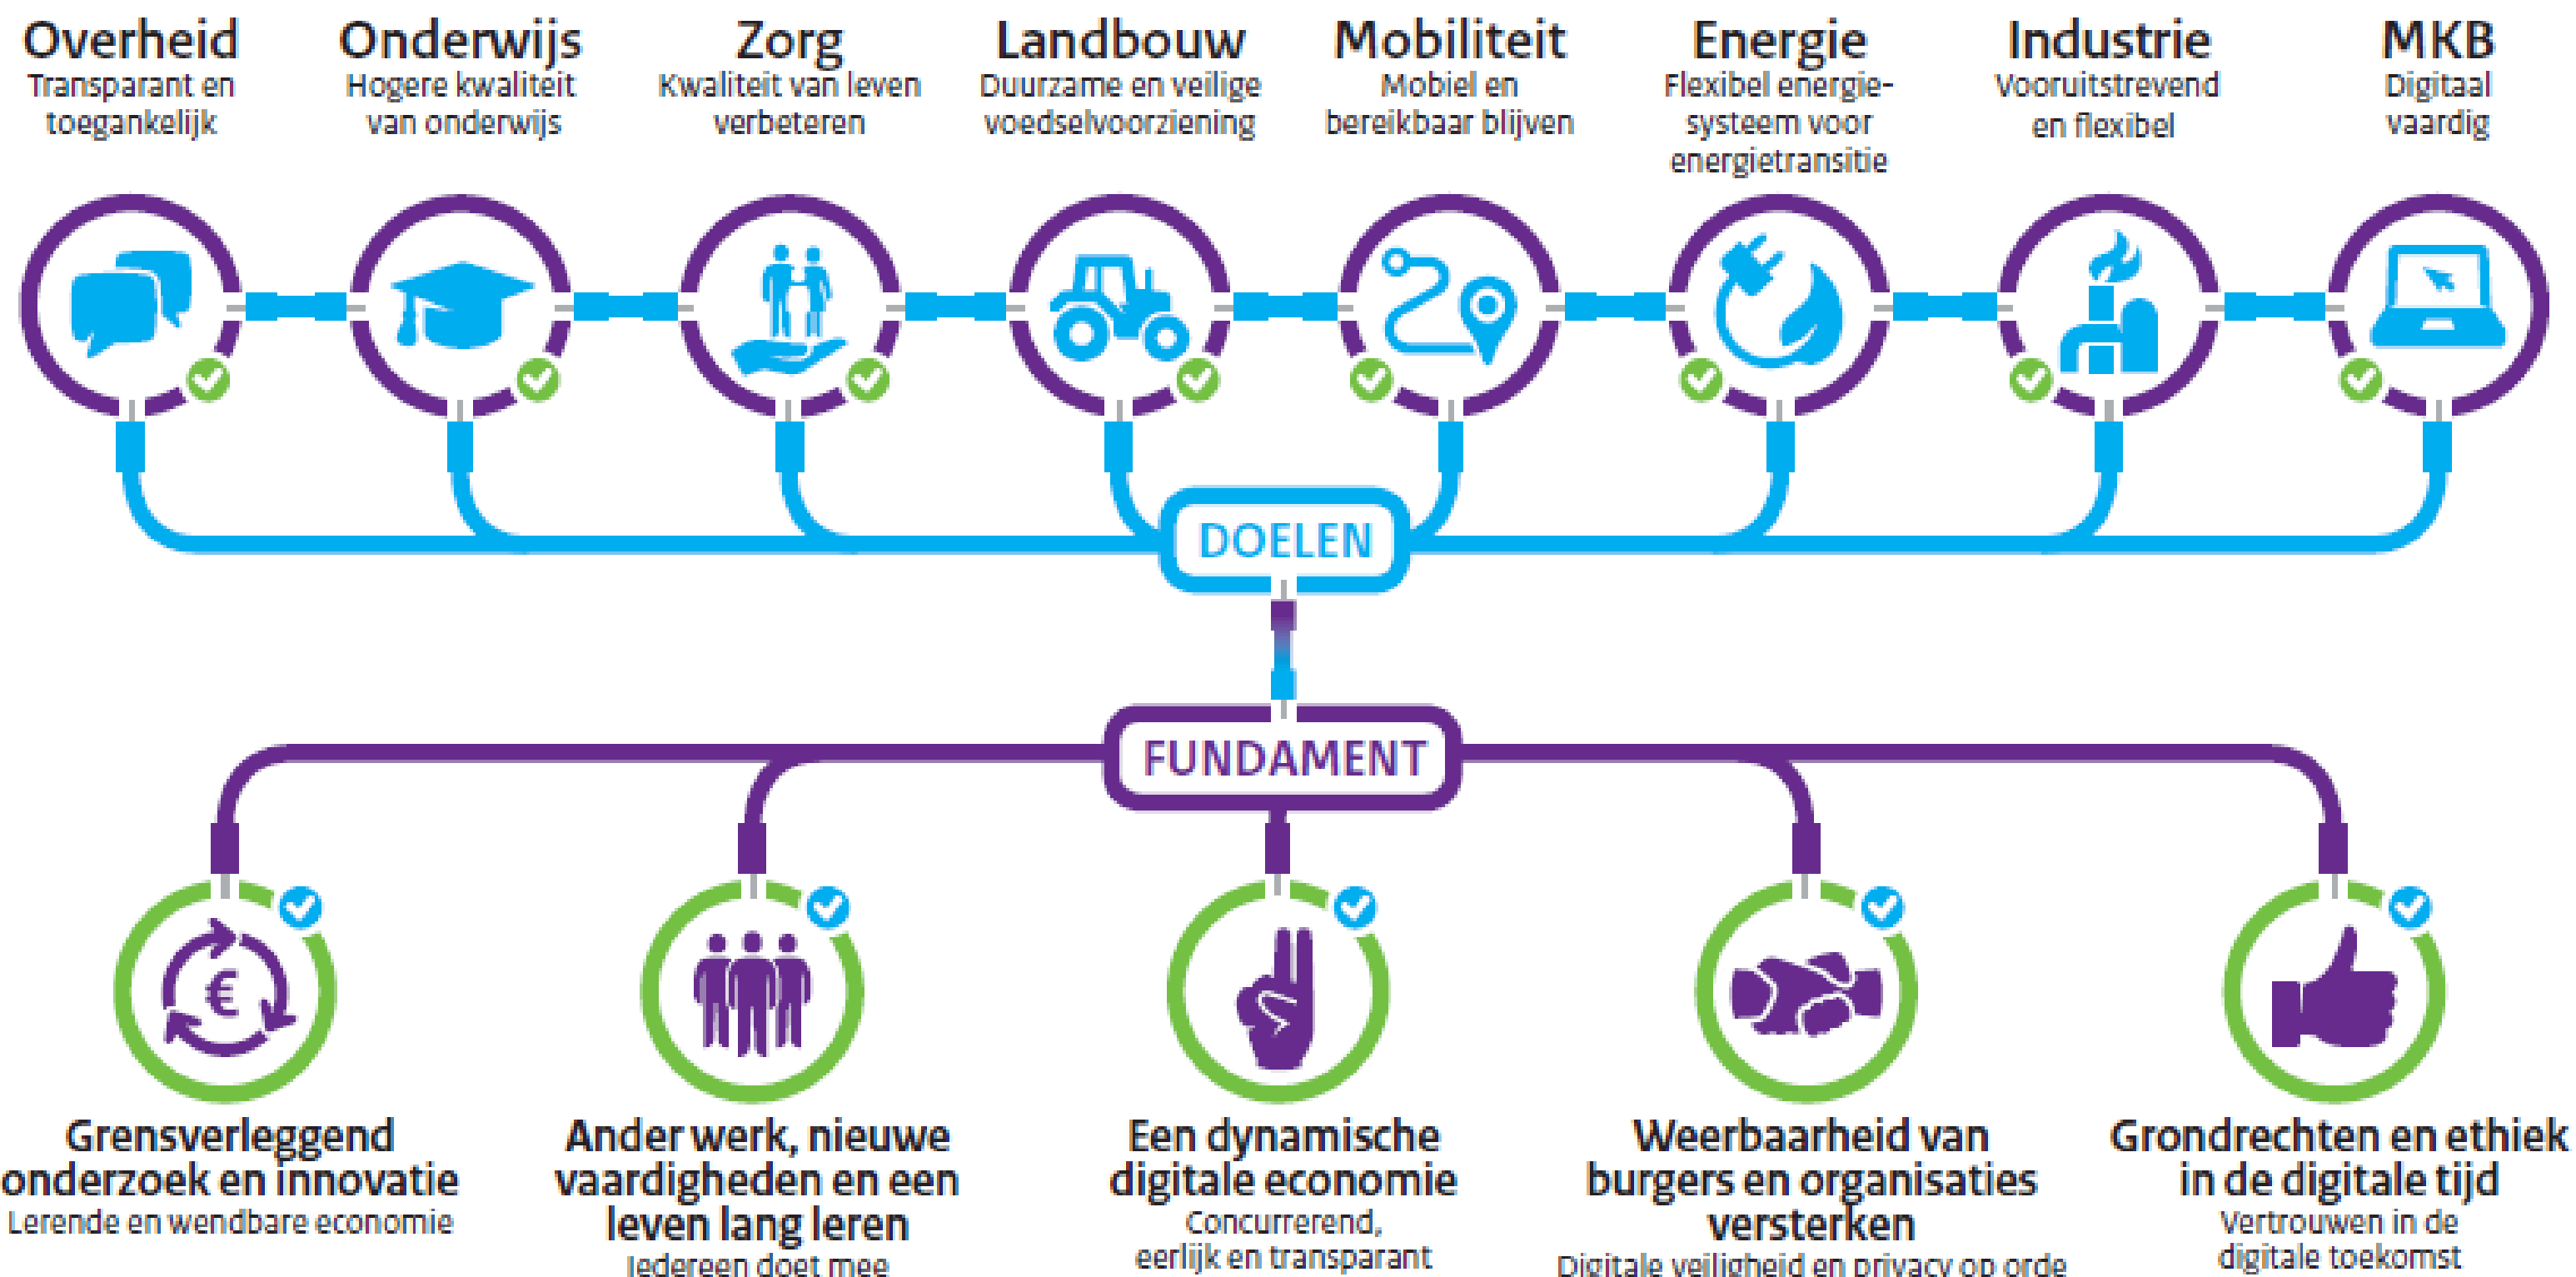 Overheid
Transparant en
toegankelijk
Onderwijs
Hogere kwaliteit
van onderwijs
Zorg
Kwaliteit van leven
verbeteren
Landbouw
Duurzame en veilige
voedselvoorziening
Mobiliteit
Mobiel en
bereikbaar blijven
Energie
Flexibel energie-
systeem voor
energietransitie
Industrie
Vooruitstrevend
en flexibel
MKB
Digitaal
vaardig
DOELEN
FUNDAMENT
€
Grensverleggend
onderzoek en innovatie
Lerende en wendbare economie
Ander werk, nieuwe
vaardigheden en een
leven lang leren
Iedereen doet mee
Een dynamische
digitale economie
Concurrerend,
eerlijk en transparant
Weerbaarheid van
burgers en organisaties
versterken
Digitale veiligheid en privacy op orde
Grondrechten en ethiek
in de digitale tijd
Vertrouwen in de
digitale toekomst